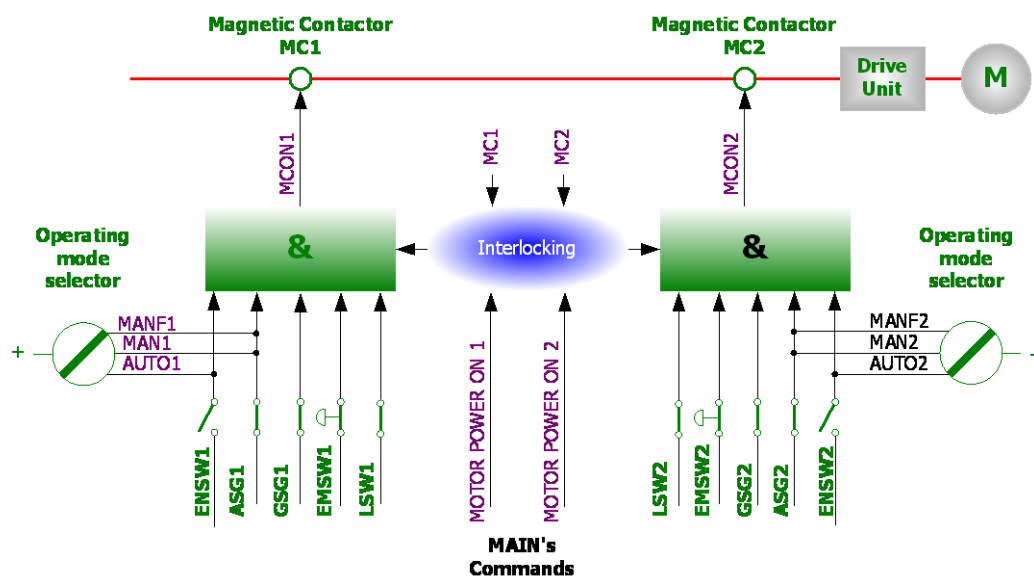 Magnetic Contactor
MC1
Magnetic Contactor
MC2
Drive
Unit
M
MCON1
MC1
MC2
MCON2
Operating
mode
selector
&
Interlocking
&
Operating
mode
selector
+
MANF1
MAN1
AUTO1
MANF2
MAN2
AUTO2
-
ENSW1
ASG1
GSG1
EMSW1
LSW1
MOTOR POWER ON 1
MOTOR POWER ON 2
LSW2
EMSW2
GSG2
ASG2
ENSW2
MAIN's
Commands